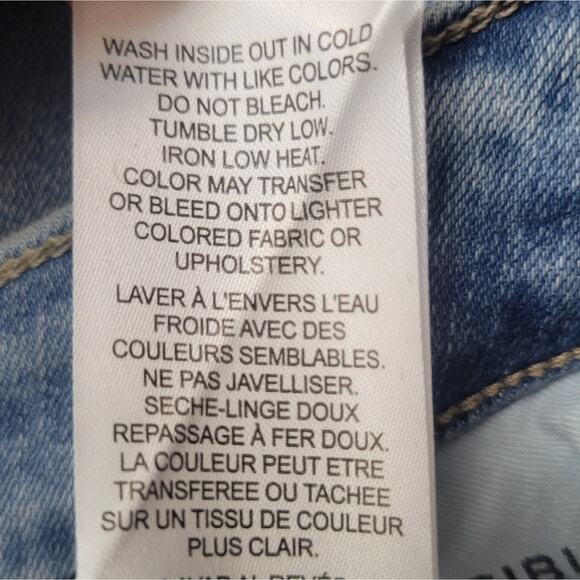 WASH INSIDE OUT IN COLD
WATER WITH LIKE COLORS.
DO NOT BLEACH.
TUMBLE DRY LOW.
IRON LOW HEAT.
COLOR MAY TRANSFER
OR BLEED ONTO LIGHTER
COLORED FABRIC OR
UPHOLSTERY.
LAVER À L'ENVERS L'EAU
FROIDE AVEC DES
COULEURS SEMBLABLES.
NE PAS JAVELLISER.
SECHE-LINGE DOUX
REPASSAGE À FER DOUX.
LA COULEUR PEUT ETRE
TRANSFEREE OU TACHEE
SUR UN TISSU DE COULEUR
PLUS CLAIR.